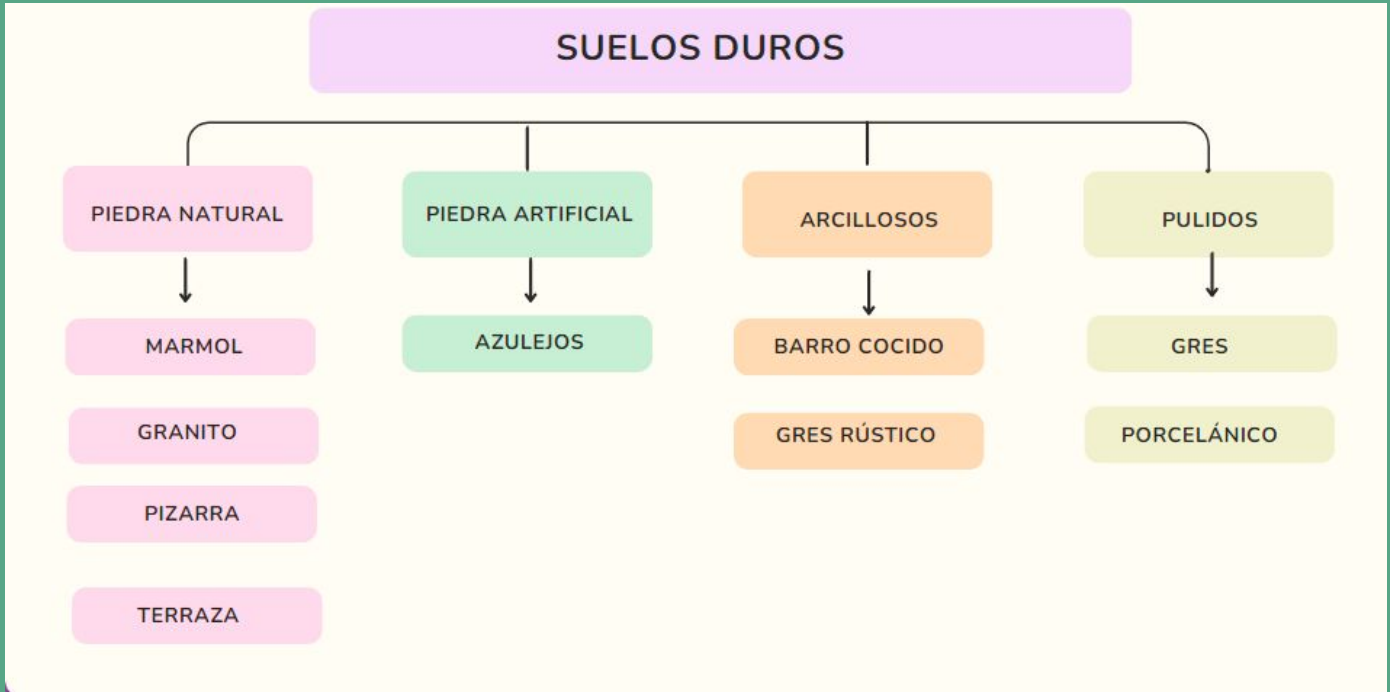 SUELOS DUROS
PIEDRA NATURAL
PIEDRA ARTIFICIAL
ARCILLOSOS
PULIDOS
MARMOL
AZULEJOS
BARRO COCIDO
GRES
GRANITO
GRES RÚSTICO
PORCELÁNICO
PIZARRA
TERRAZA